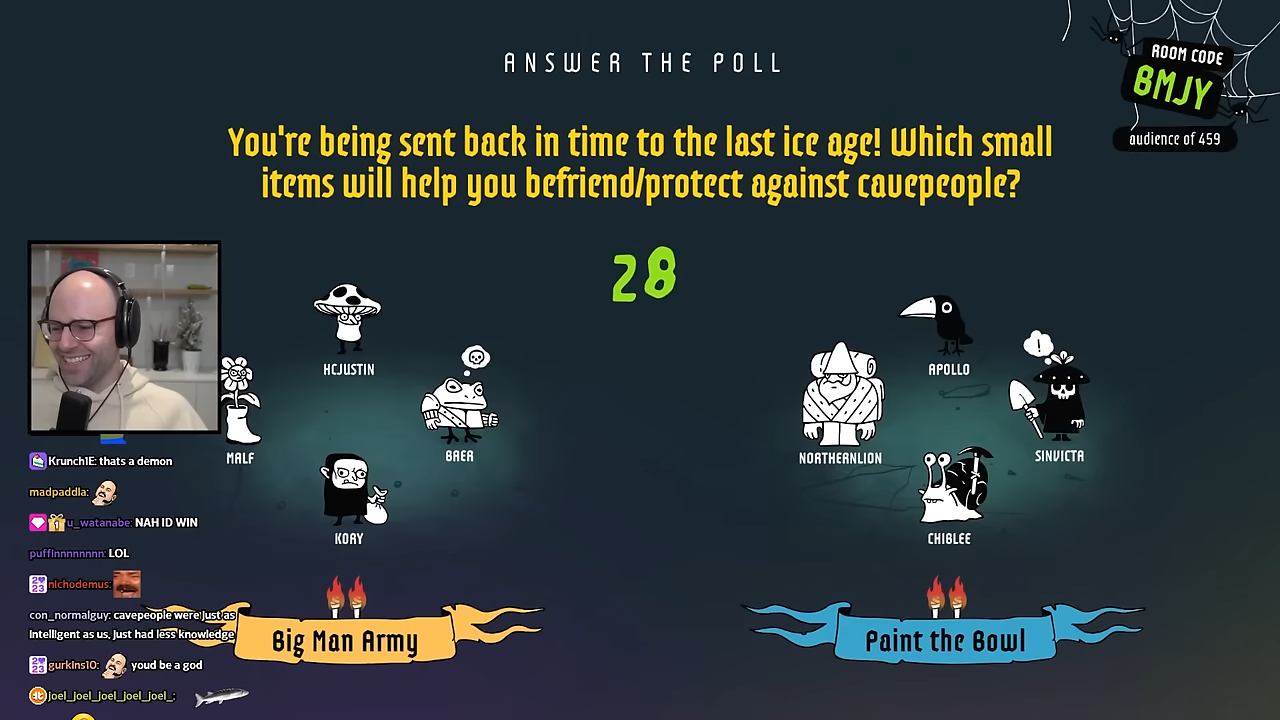 ANSWER THE POLL
ROOM CODE
BMJY
audience of 459
You're being sent back in time to the last ice age! Which small
items will help you befriend/protect against cavepeople?
28
HCJUSTIN
MALF
BAER
KORY
APOLLO
NORTHERNLION
SINVICTA
CHIBLEE
!
Big Man Army
Paint the Bowl
Krunch1E: thats a demon
madpaddla:
u_watanabe: NAH ID WIN
puffinnnnnnnn: LOL
nichodemus:
con_normalguy: cavepeople were just as
intelligent as us, just had less knowledge
gurkins10: youd be a god
joel_joel_joel_joel_joel_: